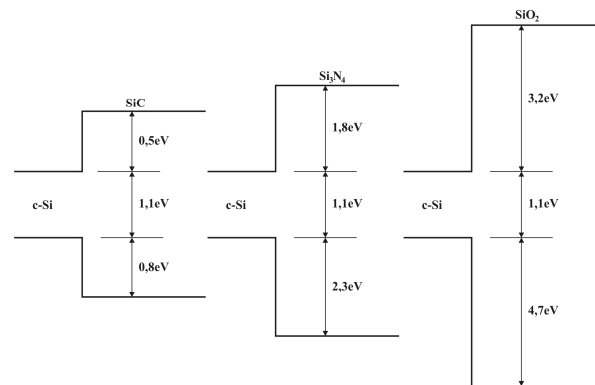 SiC
0,5eV
c-Si
1,1eV
0,8eV
Si₃N₄
1,8eV
c-Si
1,1eV
2,3eV
SiO₂
3,2eV
c-Si
1,1eV
4,7eV